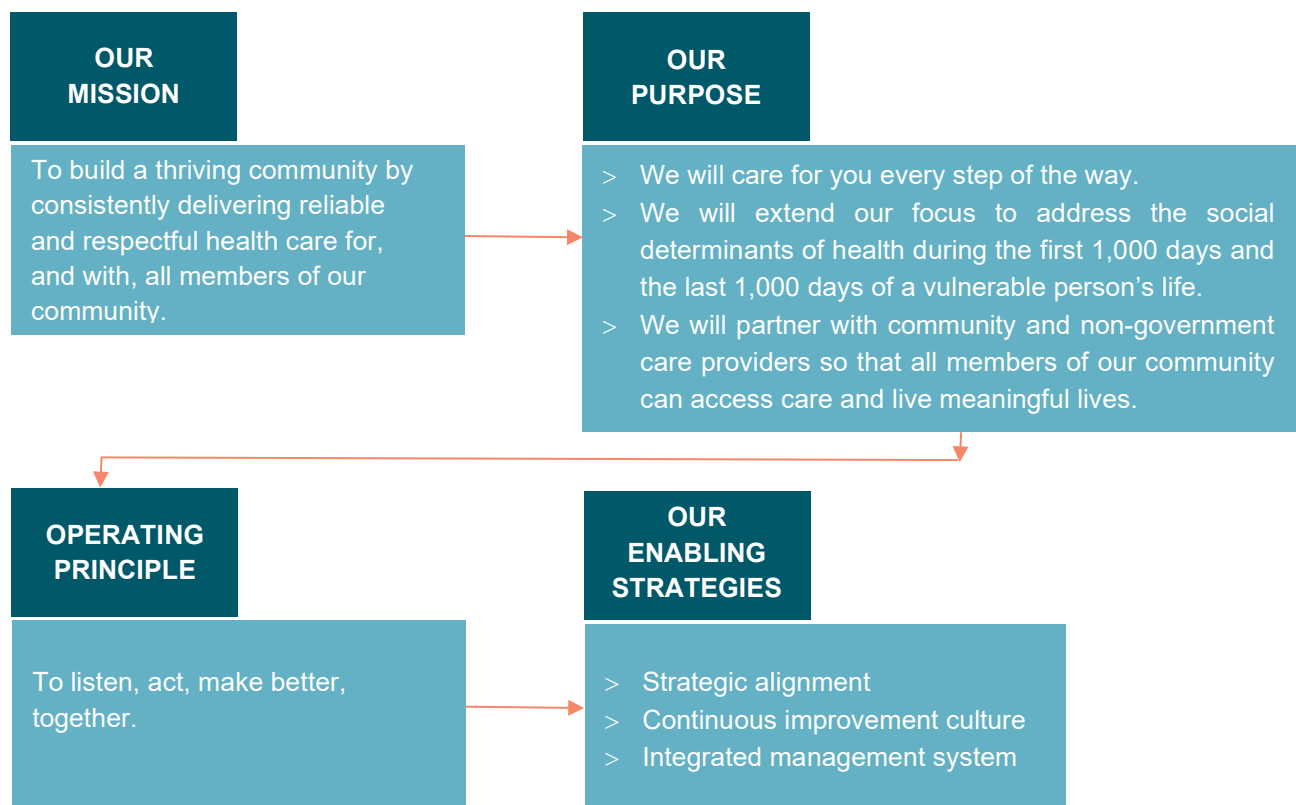 OUR
MISSION
To build a thriving community by
consistently delivering reliable
and respectful health care for,
and with, all members of our
community.
OUR
PURPOSE
> We will care for you every step of the way.
> We will extend our focus to address the social
determinants of health during the first 1,000 days and
the last 1,000 days of a vulnerable person’s life.
> We will partner with community and non-government
care providers so that all members of our community
can access care and live meaningful lives.
OPERATING
PRINCIPLE
To listen, act, make better,
together.
OUR
ENABLING
STRATEGIES
> Strategic alignment
> Continuous improvement culture
> Integrated management system